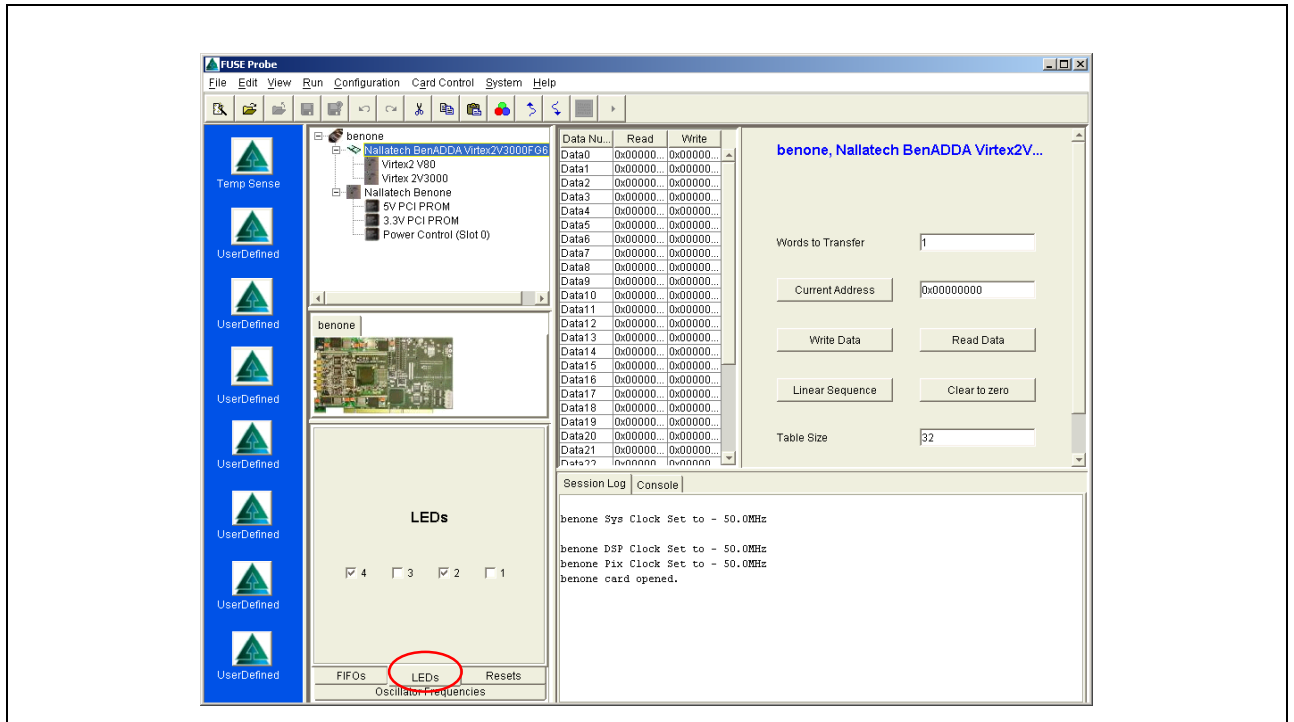 FUSE Probe
File Edit View Run Configuration Card Control System Help
Temp Sense
UserDefined
UserDefined
UserDefined
UserDefined
UserDefined
UserDefined
UserDefined
benone
Nallatech BenADDA Virtex2V3000FG6
Virtex2 V80
Virtex 2V3000
Nallatech Benone
5V PCI PROM
3.3V PCI PROM
Power Control (Slot 0)
benone
LEDs
4 3 2 1
FIFOs LEDs Resets
Oscillator Frequencies
Data Nu... Read Write
Data0 0x00000... 0x00000...
Data1 0x00000... 0x00000...
Data2 0x00000... 0x00000...
Data3 0x00000... 0x00000...
Data4 0x00000... 0x00000...
Data5 0x00000... 0x00000...
Data6 0x00000... 0x00000...
Data7 0x00000... 0x00000...
Data8 0x00000... 0x00000...
Data9 0x00000... 0x00000...
Data10 0x00000... 0x00000...
Data11 0x00000... 0x00000...
Data12 0x00000... 0x00000...
Data13 0x00000... 0x00000...
Data14 0x00000... 0x00000...
Data15 0x00000... 0x00000...
Data16 0x00000... 0x00000...
Data17 0x00000... 0x00000...
Data18 0x00000... 0x00000...
Data19 0x00000... 0x00000...
Data20 0x00000... 0x00000...
Data21 0x00000... 0x00000...
Data22 0x00000... 0x00000...
benone, Nallatech BenADDA Virtex2V...
Words to Transfer 1
Current Address 0x00000000
Write Data Read Data
Linear Sequence Clear to zero
Table Size 32
Session Log Console
benone Sys Clock Set to - 50.0MHz
benone DSP Clock Set to - 50.0MHz
benone Pix Clock Set to - 50.0MHz
benone card opened.